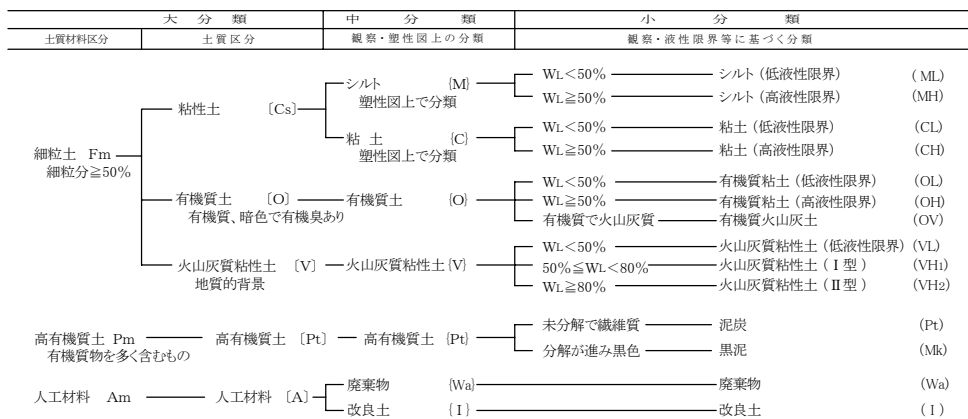 大 分 類 中 分 類 小 分 類
土質材料区分 土質区分 観察・塑性図上の分類 観察・液性限界等に基づく分類
WL<50% シルト (低液性限界) (ML)
シルト {M}
塑性図上で分類
WL≧50% シルト (高液性限界) (MH)
粘性土 〔Cs〕
WL<50% 粘土 (低液性限界) (CL)
粘 土 {C}
塑性図上で分類
WL≧50% 粘土 (高液性限界) (CH)
細粒土 Fm
細粒分≧50%
WL<50% 有機質粘土 (低液性限界) (OL)
有機質土 〔O〕 有機質土 {O} WL≧50% 有機質粘土 (高液性限界) (OH)
有機質、暗色で有機臭あり 有機質で火山灰質 有機質火山灰土 (OV)
WL<50% 火山灰質粘性土 (低液性限界) (VL)
火山灰質粘性土 〔V〕 火山灰質粘性土 {V} 50%≦WL<80% 火山灰質粘性土 (Ⅰ型) (VH1)
地質的背景 WL≧80% 火山灰質粘性土 (Ⅱ型) (VH2)
未分解で繊維質 泥炭 (Pt)
高有機質土 Pm 高有機質土 〔Pt〕 高有機質土 {Pt}
有機質物を多く含むもの 分解が進み黒色 黒泥 (Mk)
廃棄物 {Wa} 廃棄物 (Wa)
人工材料 Am 人工材料 〔A〕
改良土 {I} 改良土 (I)